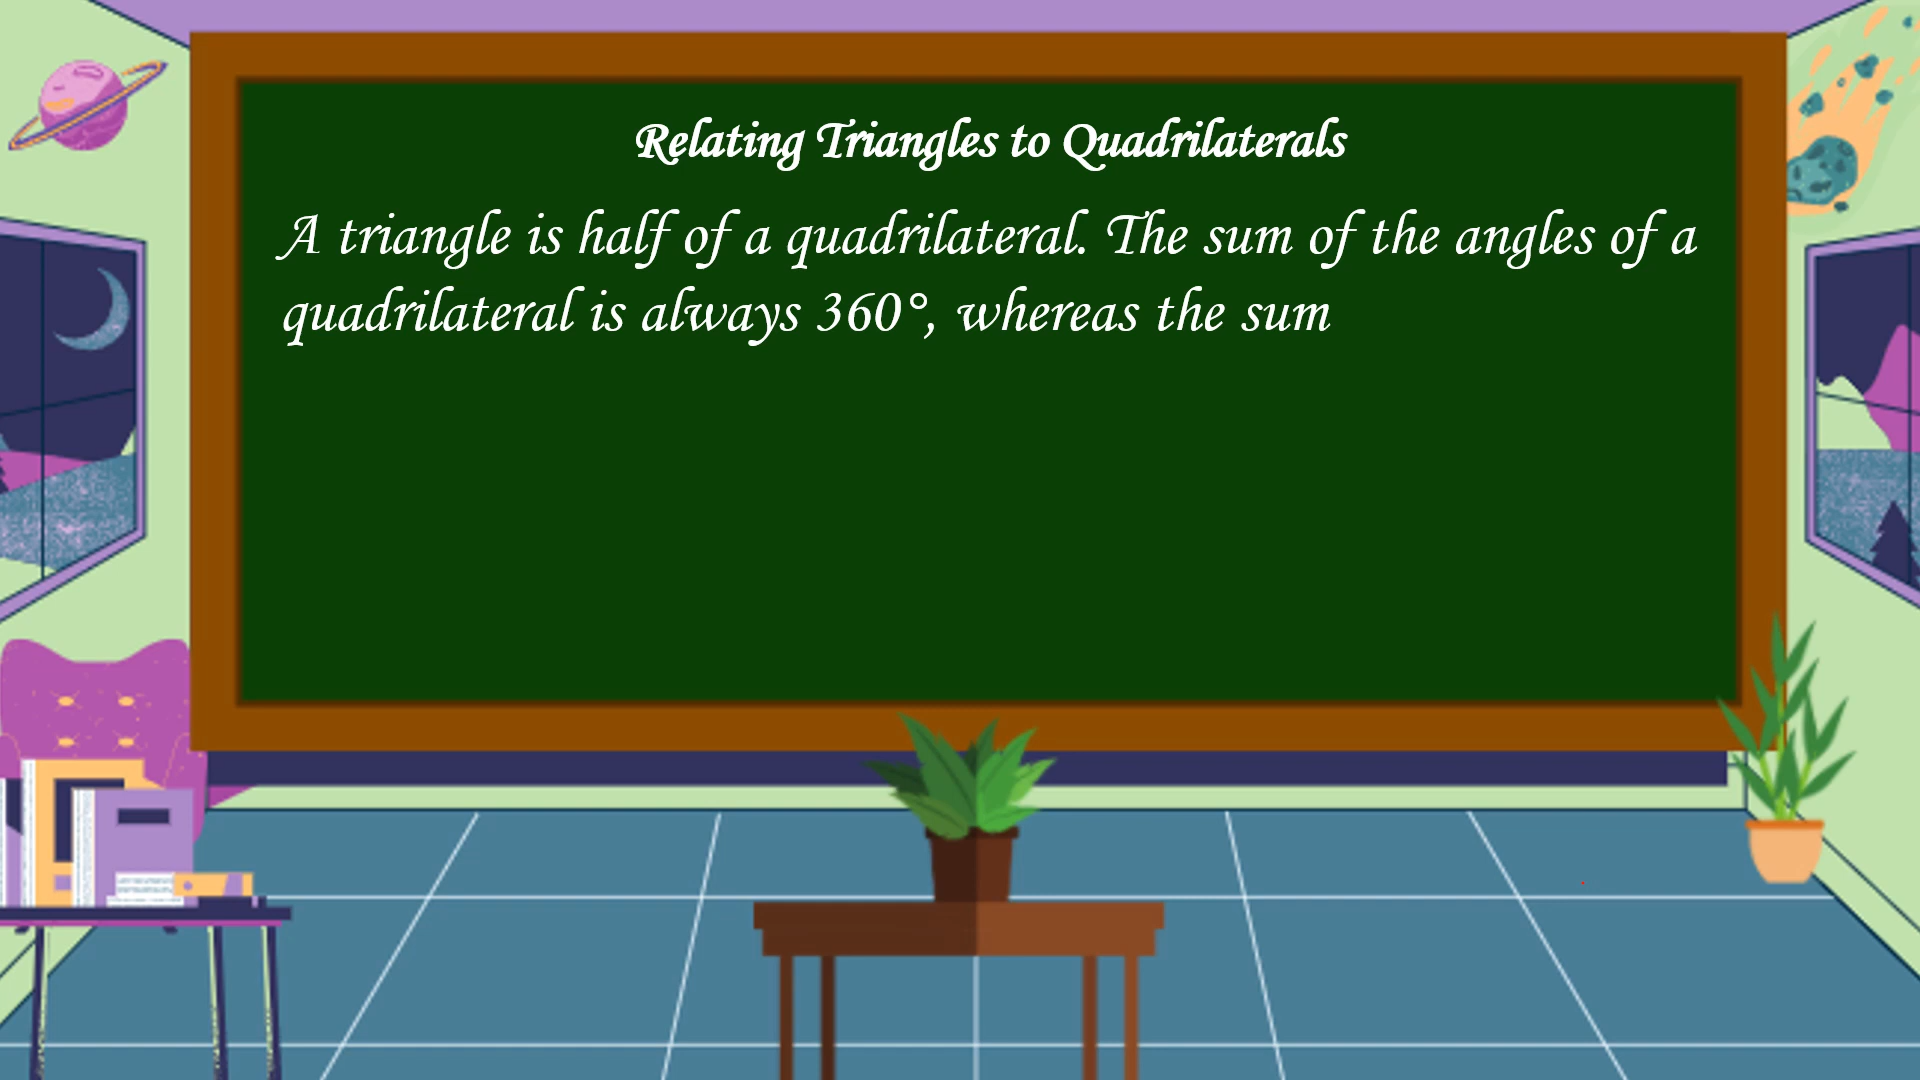 Relating Triangles to Quadrilaterals
A triangle is half of a quadrilateral. The sum of the angles of a
quadrilateral is always 360°, whereas the sum